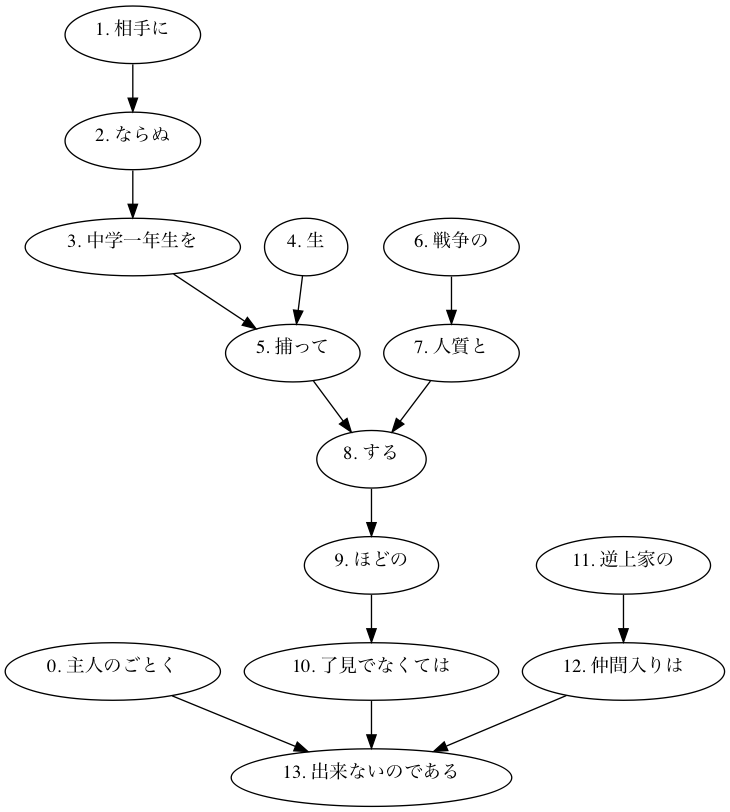 1. 相手に
2. ならぬ
3. 中学一年生を
4. 生
6. 戦争の
5. 捕って
7. 人質と
8. する
9. ほどの
11. 逆上家の
0. 主人のごとく
10. 了見でなくては
12. 仲間入りは
13. 出来ないのである